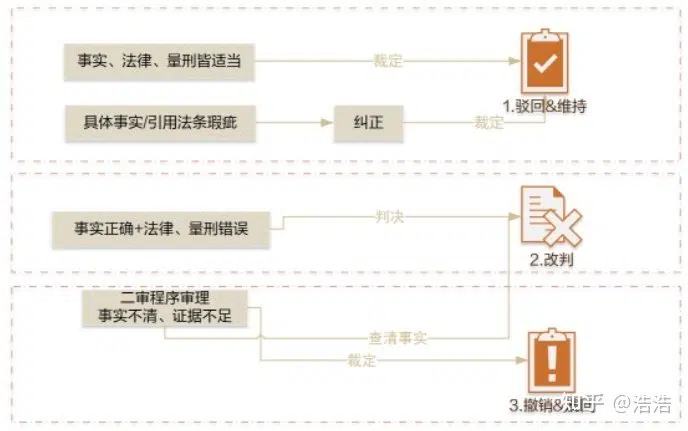 事实、法律、量刑皆适当
裁定
1.驳回&维持
具体事实/引用法条瑕疵
纠正
裁定
事实正确+法律、量刑错误
判决
2.改判
二审程序审理
事实不清、证据不足
查清事实
裁定
3.撤销&
知乎 @浩浩